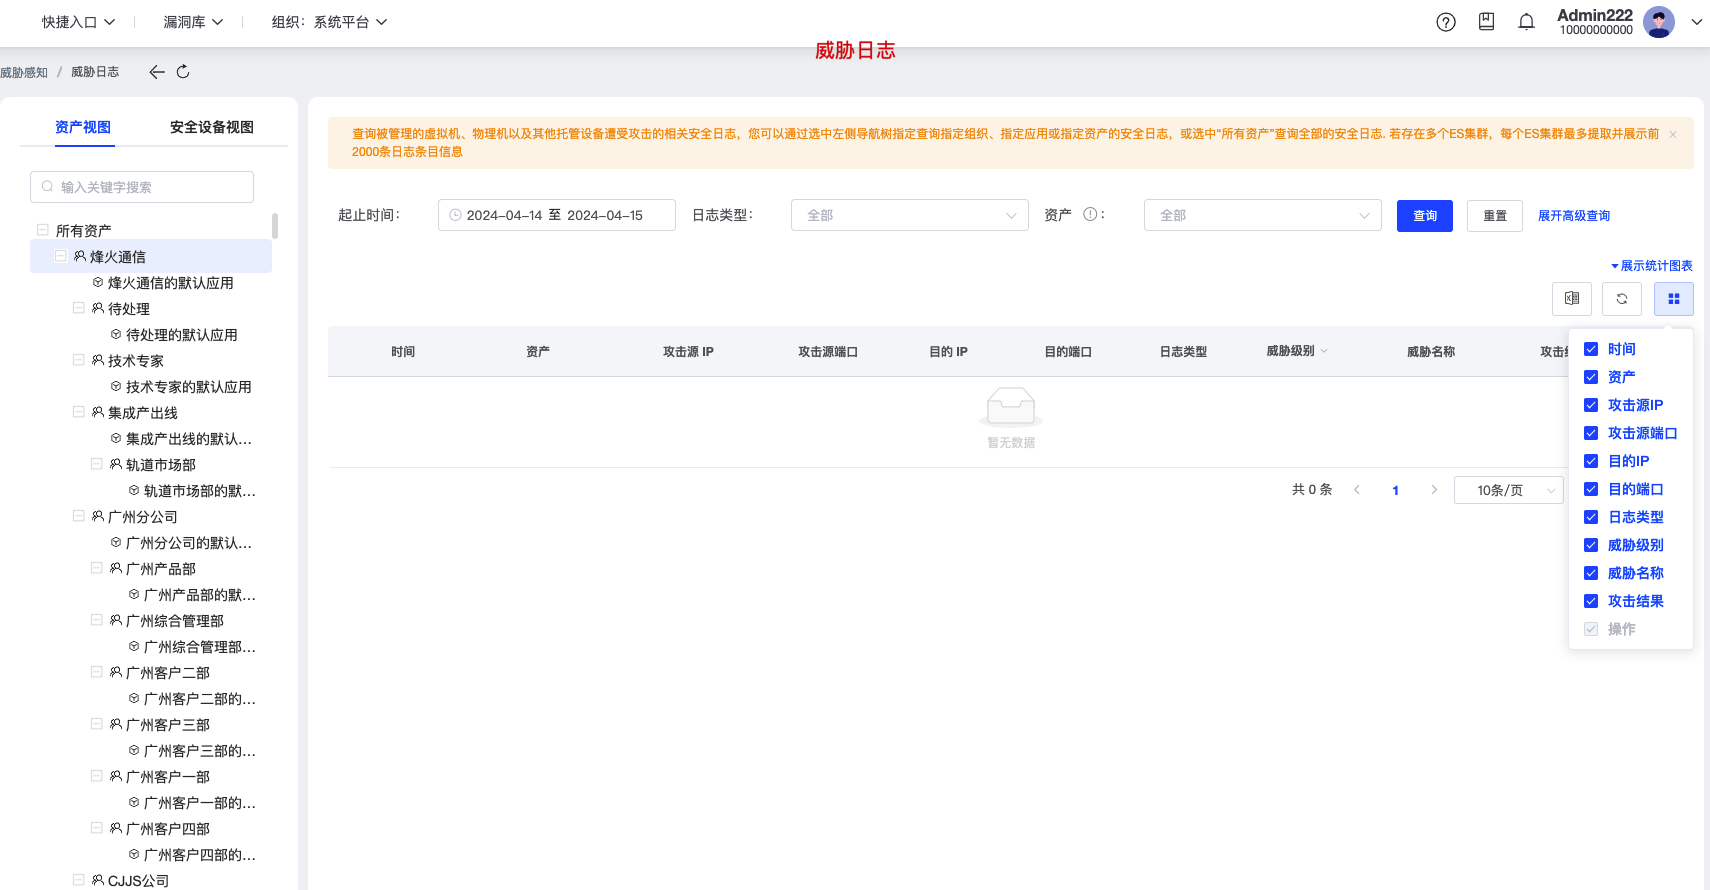 快捷入口
漏洞库
组织：系统平台
Admin222
10000000000
威胁日志
威胁感知 / 威胁日志
资产视图
安全设备视图
输入关键字搜索
所有资产
烽火通信
烽火通信的默认应用
待处理
待处理的默认应用
技术专家
技术专家的默认应用
集成产出线
集成产出线的默认...
轨道市场部
轨道市场部的默...
广州分公司
广州分公司的默认...
广州产品部
广州产品部的默...
广州综合管理部
广州综合管理部...
广州客户二部
广州客户二部的...
广州客户三部
广州客户三部的...
广州客户一部
广州客户一部的...
广州客户四部
广州客户四部的...
CJJS公司
查询被管理的虚拟机、物理机以及其他托管设备遭受攻击的相关安全日志，您可以通过选中左侧导航树指定查询指定组织、指定应用或指定资产的安全日志，或选中“所有资产”查询全部的安全日志. 若存在多个ES集群，每个ES集群最多提取并展示前
2000条日志条目信息
起止时间：
2024-04-14 至 2024-04-15
日志类型：
全部
资产 ：
全部
查询
重置
展开高级查询
展示统计图表
时间
资产
攻击源 IP
攻击源端口
目的 IP
目的端口
日志类型
威胁级别
威胁名称
攻击
暂无数据
共 0 条
1
10条/页
时间
资产
攻击源IP
攻击源端口
目的IP
目的端口
日志类型
威胁级别
威胁名称
攻击结果
操作